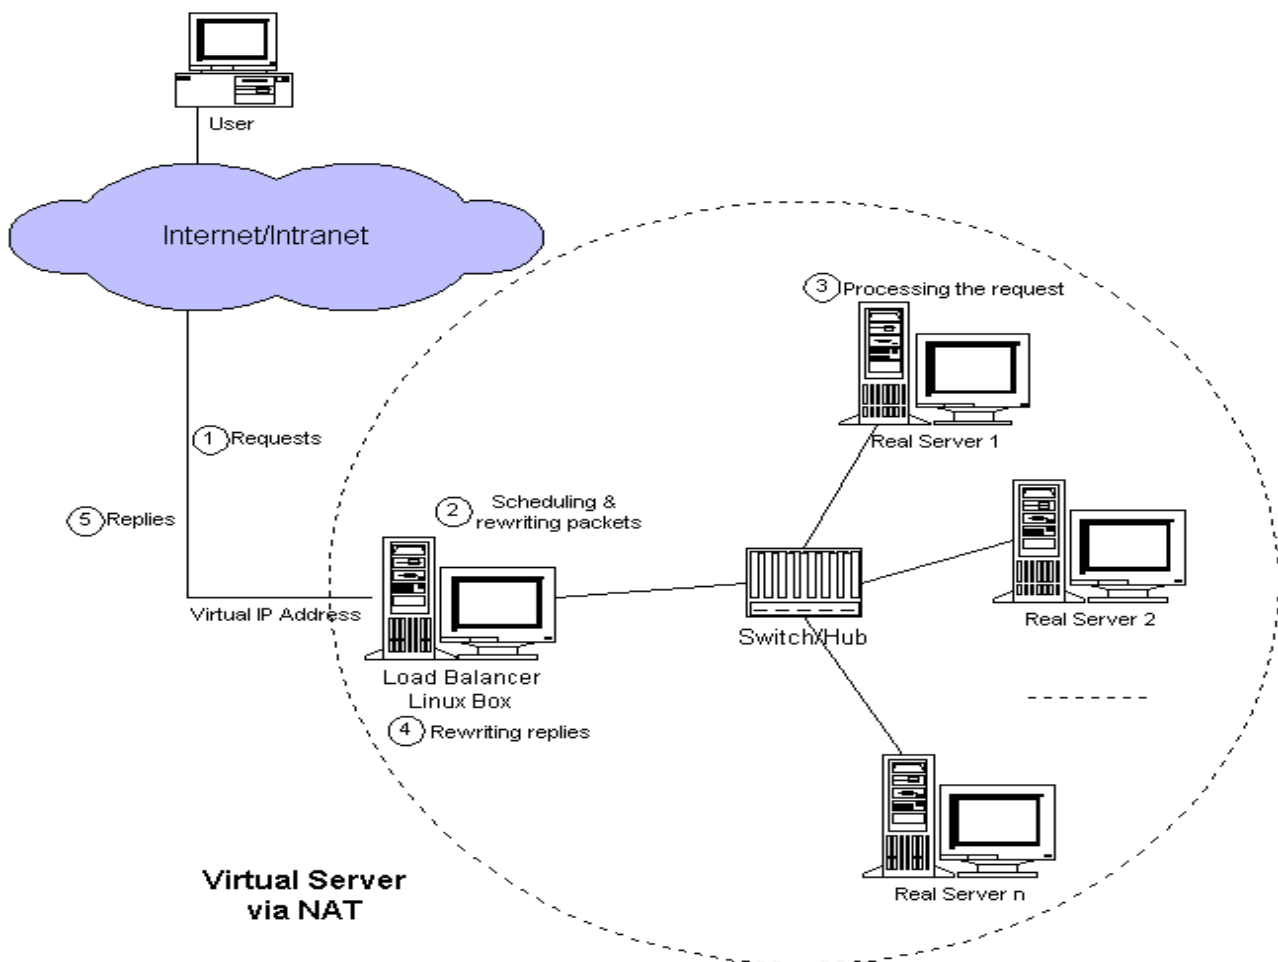 User
Internet/Intranet
3 Processing the request
Real Server 1
1 Requests
2 Scheduling &
rewriting packets
5 Replies
Virtual IP Address
Switch/Hub
Real Server 2
Load Balancer
Linux Box
4 Rewriting replies
Real Server n
Virtual Server
via NAT